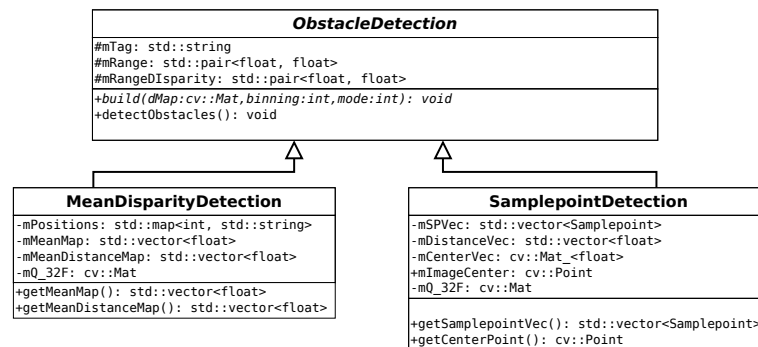 ObstacleDetection
#mTag: std::string
#mRange: std::pair<float, float>
#mRangeDIsparity: std::pair<float, float>
+build(dMap:cv::Mat,binning:int,mode:int): void
+detectObstacles(): void
MeanDisparityDetection
-mPositions: std::map<int, std::string>
-mMeanMap: std::vector<float>
-mMeanDistanceMap: std::vector<float>
-mQ_32F: cv::Mat
+getMeanMap(): std::vector<float>
+getMeanDistanceMap(): std::vector<float>
SamplepointDetection
-mSPVec: std::vector<Samplepoint>
-mDistanceVec: std::vector<float>
-mCenterVec: cv::Mat_<float>
+mImageCenter: cv::Point
-mQ_32F: cv::Mat
+getSamplepointVec(): std::vector<Samplepoint>
+getCenterPoint(): cv::Point